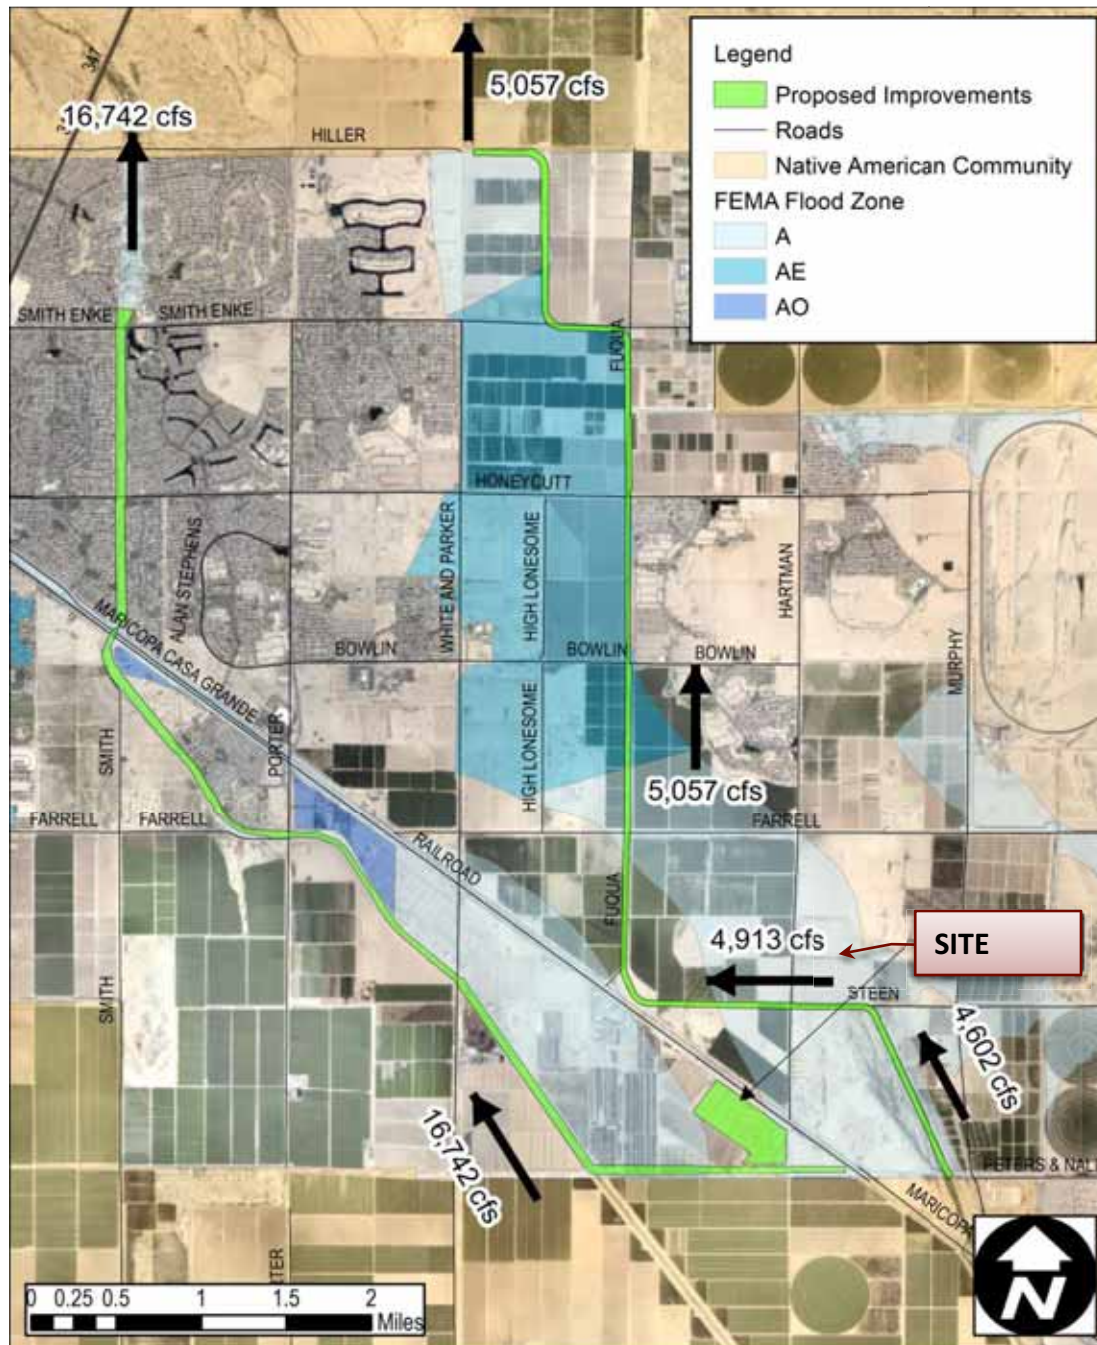 347
16,742 cfs
5,057 cfs
HILLER
Legend
Proposed Improvements
Roads
Native American Community
FEMA Flood Zone
A
AE
AO
SMITH ENKE
SMITH ENKE
FUQUA
HONEYCUTT
ALAN STEPHENS
WHITE AND PARKER
HIGH LONESOME
HARTMAN
MARICOPA CASA GRANDE
BOWLIN
BOWLIN
BOWLIN
MURPHY
SMITH
PORTER
HIGH LONESOME
5,057 cfs
FARRELL
FARRELL
FARRELL
RAILROAD
FUQUA
4,913 cfs
SITE
STEEN
SMITH
4,602 cfs
16,742 cfs
PETERS & NALL
MARICOPA
N
0 0.25 0.5 1 1.5 2
Miles